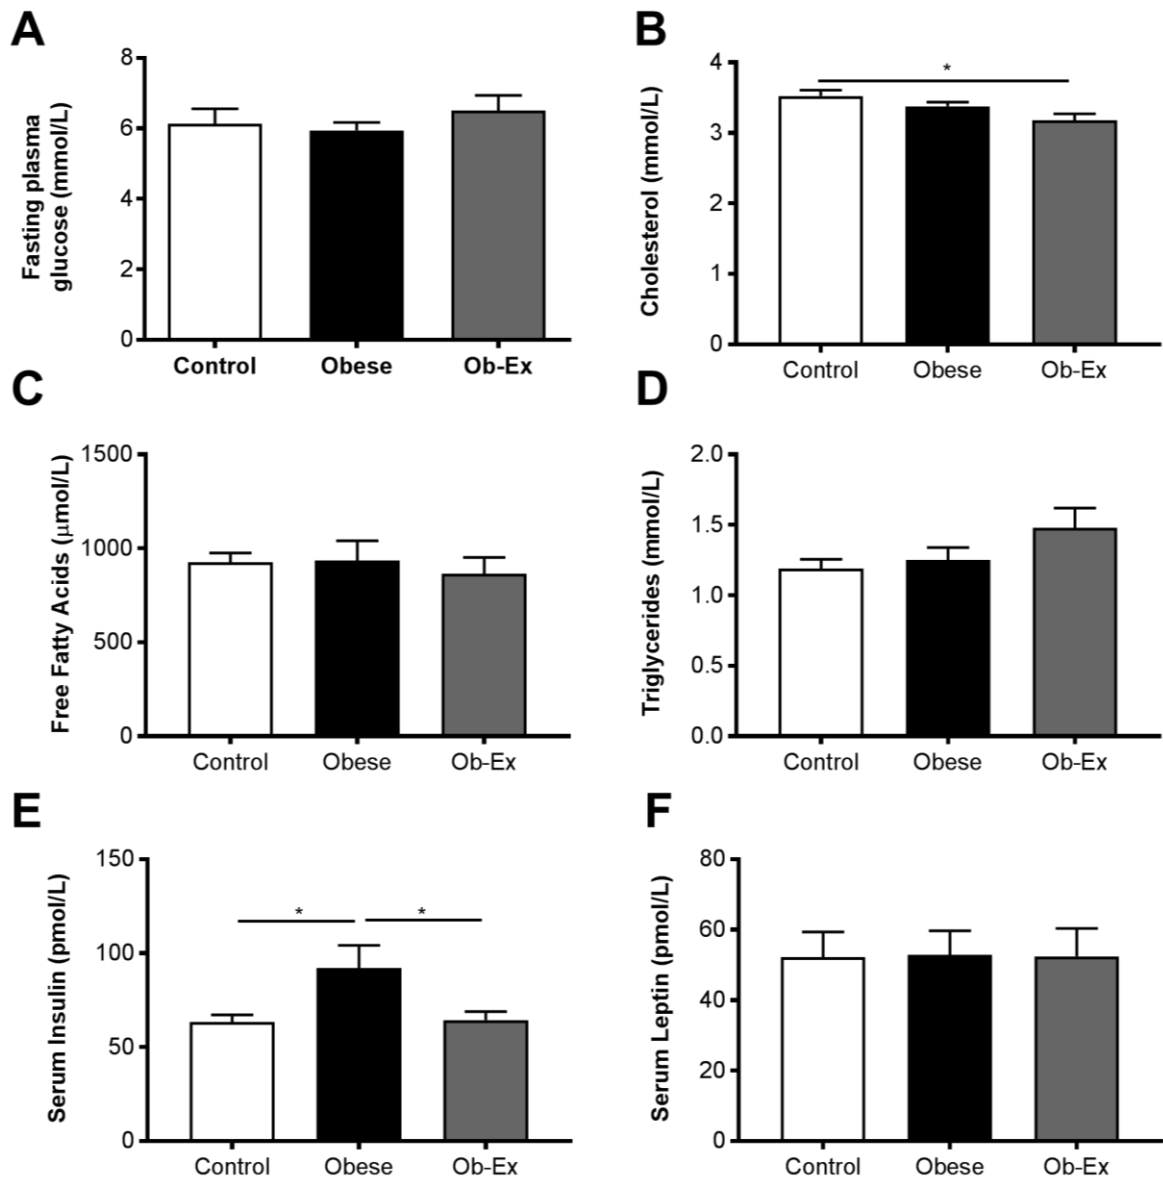 A
Fasting plasma
glucose (mmol/L)
8
6
4
2
0
Control Obese Ob-Ex
B
Cholesterol (mmol/L)
4
3
2
1
0
*
Control Obese Ob-Ex
C
Free Fatty Acids (μmol/L)
1500
1000
500
0
Control Obese Ob-Ex
D
Triglycerides (mmol/L)
2.0
1.5
1.0
0.5
0.0
Control Obese Ob-Ex
E
Serum Insulin (pmol/L)
150
100
50
0
* *
Control Obese Ob-Ex
F
Serum Leptin (pmol/L)
80
60
40
20
0
Control Obese Ob-Ex